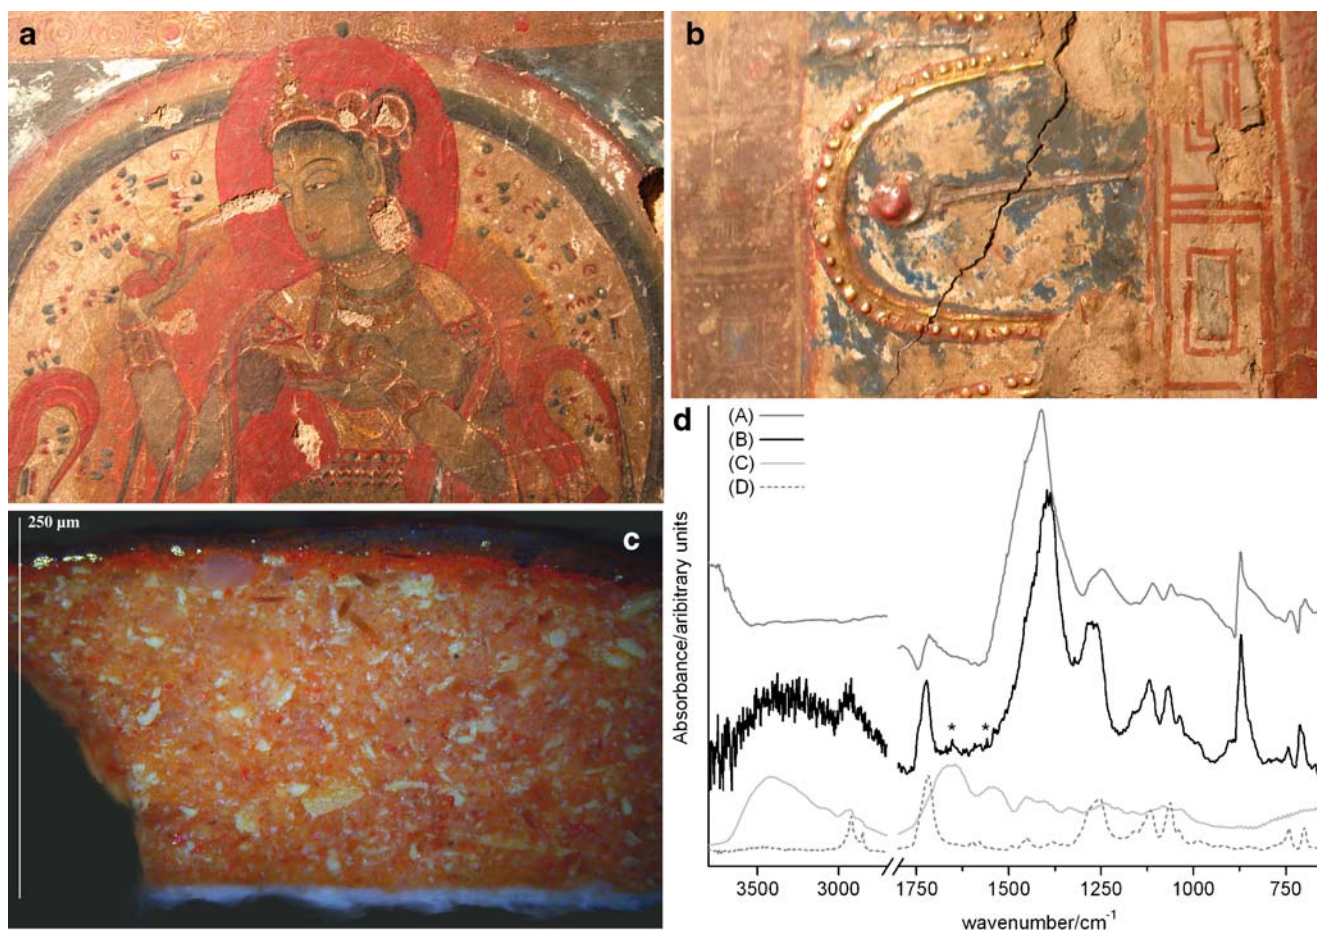 a
b
250 µm
c
d
(A)
(B)
(C)
(D)
Absorbance/aribitrary units
*
*
3500
3000
1750
1500
1250
1000
750
wavenumber/cm⁻¹